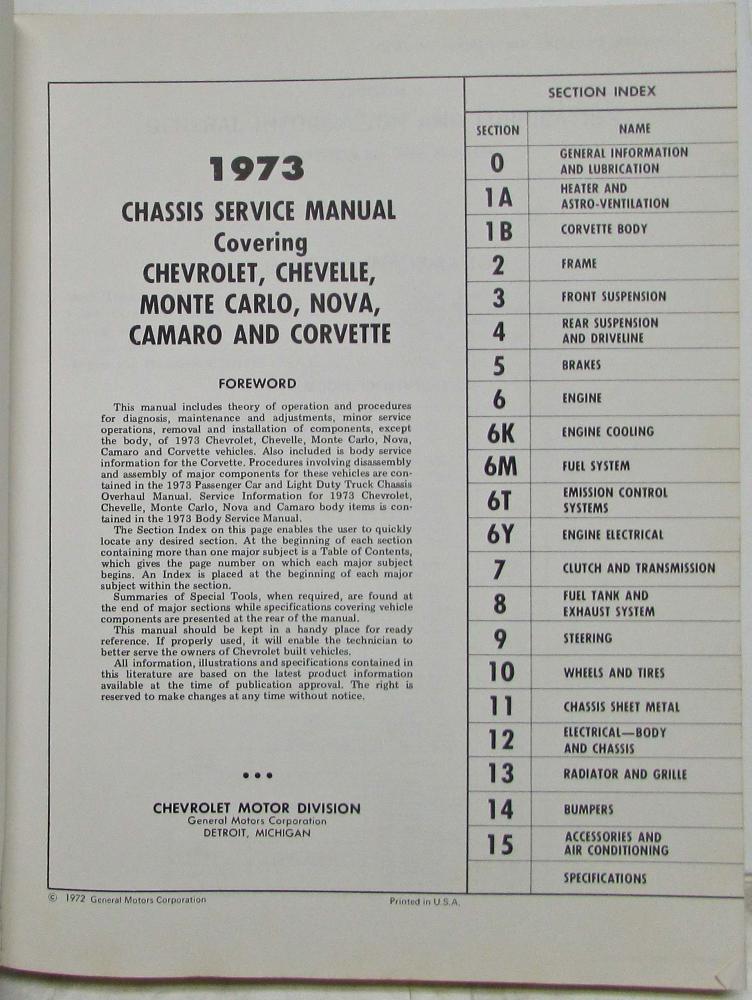 1973
CHASSIS SERVICE MANUAL
Covering
CHEVROLET, CHEVELLE,
MONTE CARLO, NOVA,
CAMARO AND CORVETTE
FOREWORD
This manual includes theory of operation and procedures
for diagnosis, maintenance and adjustments, minor service
operations, removal and installation of components, except
the body, of 1973 Chevrolet, Chevelle, Monte Carlo, Nova,
Camaro and Corvette vehicles. Also included is body service
information for the Corvette. Procedures involving disassembly
and assembly of major components for these vehicles are con-
tained in the 1973 Passenger Car and Light Duty Truck Chassis
Overhaul Manual. Service Information for 1973 Chevrolet,
Chevelle, Monte Carlo, Nova and Camaro body items is con-
tained in the 1973 Body Service Manual.
The Section Index on this page enables the user to quickly
locate any desired section. At the beginning of each section
containing more than one major subject is a Table of Contents,
which gives the page number on which each major subject
begins. An Index is placed at the beginning of each major
subject within the section.
Summaries of Special Tools, when required, are found at
the end of major sections while specifications covering vehicle
components are presented at the rear of the manual.
This manual should be kept in a handy place for ready
reference. If properly used, it will enable the technician to
better serve the owners of Chevrolet built vehicles.
All information, illustrations and specifications contained in
this literature are based on the latest product information
available at the time of publication approval. The right is
reserved to make changes at any time without notice.
• • •
CHEVROLET MOTOR DIVISION
General Motors Corporation
DETROIT, MICHIGAN
SECTION INDEX
SECTION NAME
0 GENERAL INFORMATION
AND LUBRICATION
1A HEATER AND
ASTRO-VENTILATION
1B CORVETTE BODY
2 FRAME
3 FRONT SUSPENSION
4 REAR SUSPENSION
AND DRIVELINE
5 BRAKES
6 ENGINE
6K ENGINE COOLING
6M FUEL SYSTEM
6T EMISSION CONTROL
SYSTEMS
6Y ENGINE ELECTRICAL
7 CLUTCH AND TRANSMISSION
8 FUEL TANK AND
EXHAUST SYSTEM
9 STEERING
10 WHEELS AND TIRES
11 CHASSIS SHEET METAL
12 ELECTRICAL—BODY
AND CHASSIS
13 RADIATOR AND GRILLE
14 BUMPERS
15 ACCESSORIES AND
AIR CONDITIONING
SPECIFICATIONS
© 1972 General Motors Corporation
Printed in U.S.A.